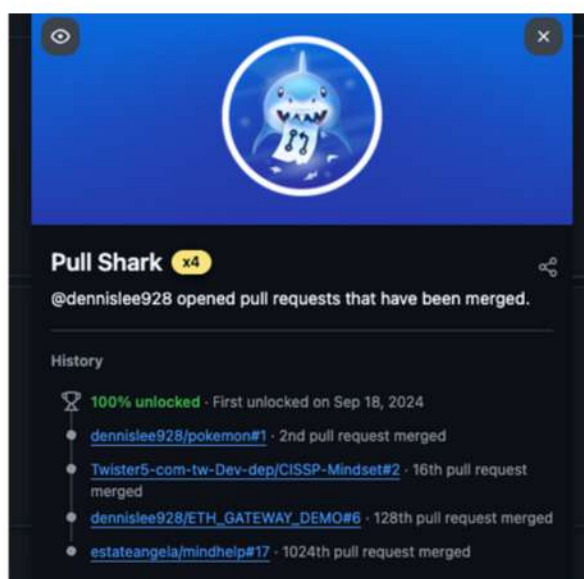 Pull Shark x4
@dennislee928 opened pull requests that have been merged.
History
100% unlocked · First unlocked on Sep 18, 2024
dennislee928/pokemon#1 · 2nd pull request merged
Twister5-com-tw-Dev-dep/CISSP-Mindset#2 · 16th pull request
merged
dennislee928/ETH_GATEWAY_DEMO#6 · 128th pull request merged
estateangela/mindhelp#17 · 1024th pull request merged